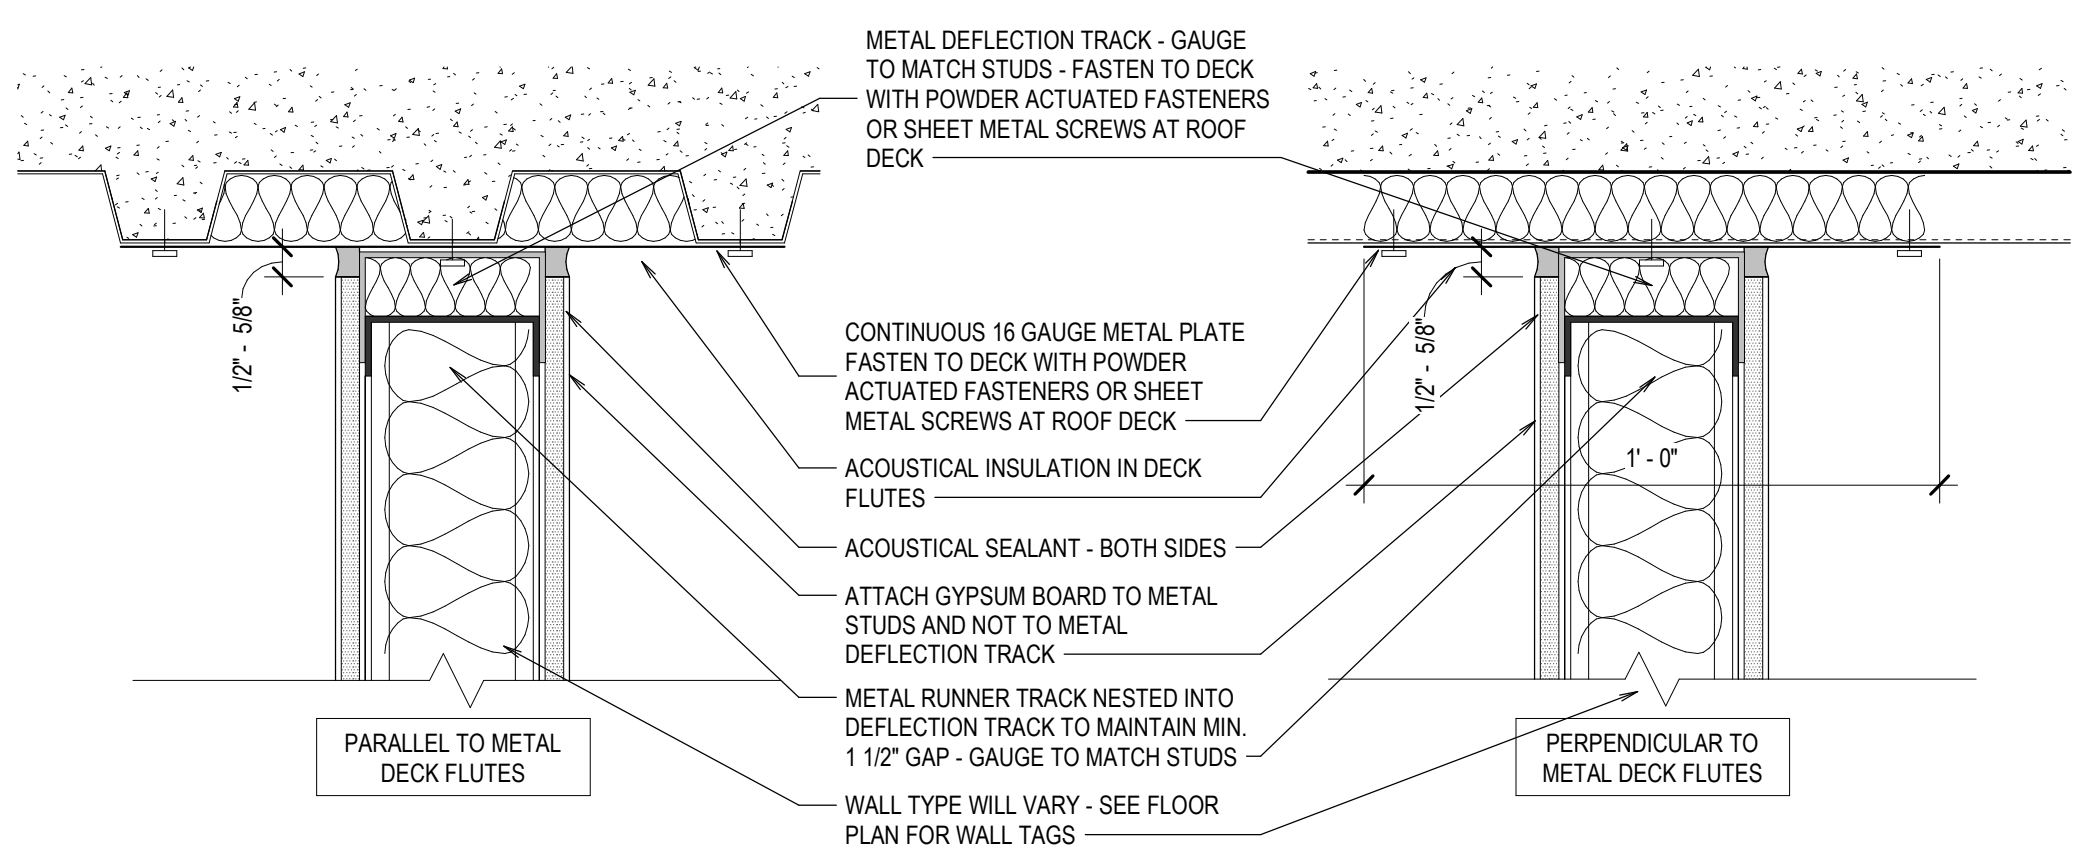 METAL DEFLECTION TRACK - GAUGE
TO MATCH STUDS - FASTEN TO DECK
WITH POWDER ACTUATED FASTENERS
OR SHEET METAL SCREWS AT ROOF
DECK
1/2" - 5/8"
CONTINUOUS 16 GAUGE METAL PLATE
FASTEN TO DECK WITH POWDER
ACTUATED FASTENERS OR SHEET
METAL SCREWS AT ROOF DECK
ACOUSTICAL INSULATION IN DECK
FLUTES
ACOUSTICAL SEALANT - BOTH SIDES
ATTACH GYPSUM BOARD TO METAL
STUDS AND NOT TO METAL
DEFLECTION TRACK
METAL RUNNER TRACK NESTED INTO
DEFLECTION TRACK TO MAINTAIN MIN.
1 1/2" GAP - GAUGE TO MATCH STUDS
WALL TYPE WILL VARY - SEE FLOOR
PLAN FOR WALL TAGS
1/2" - 5/8"
1' - 0"
PARALLEL TO METAL
DECK FLUTES
PERPENDICULAR TO
METAL DECK FLUTES